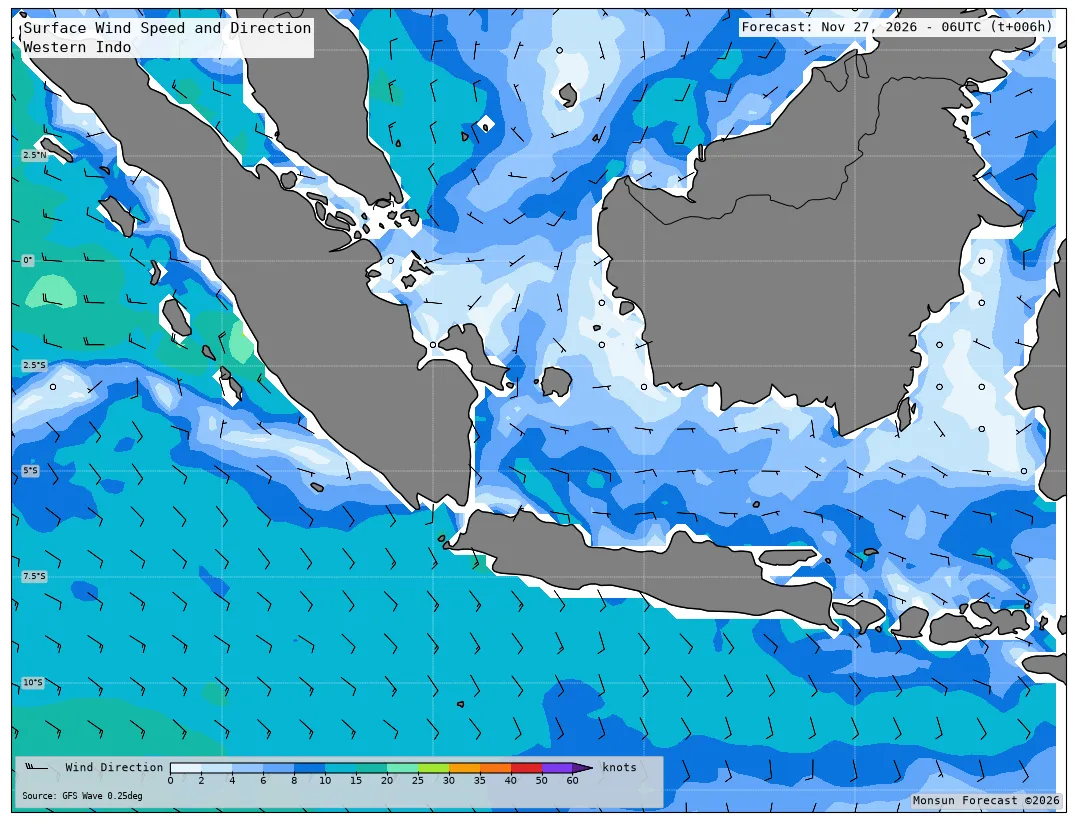 Surface Wind Speed and Direction
Western Indo
Forecast: Nov 27, 2026 - 06UTC (t+006h)
2.5°N
0°
2.5°S
5°S
7.5°S
10°S
Wind Direction
0 2 4 6 8 10 15 20 25 30 35 40 50 60
knots
Source: GFS Wave 0.25deg
Monsun Forecast ©2026